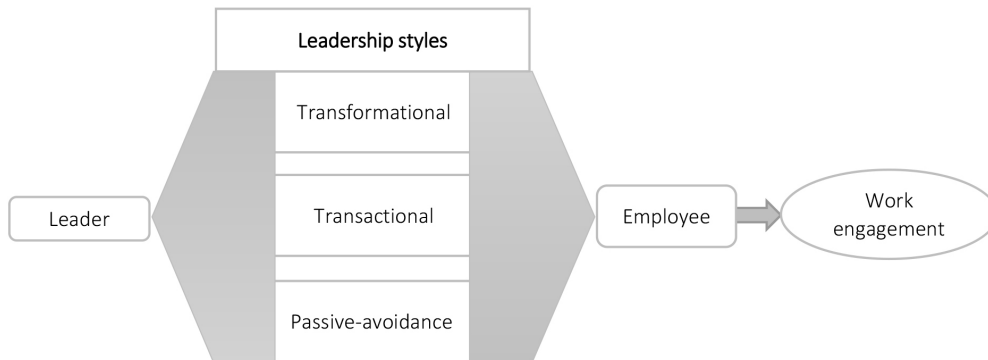 Leadership styles
Transformational
Leader
Transactional
Passive-avoidance
Employee
Work
engagement